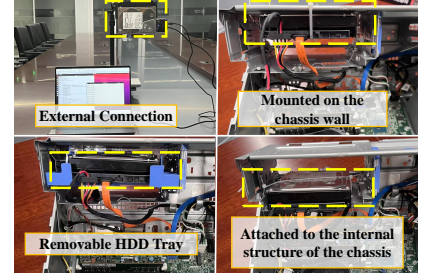 External Connection
Mounted on the
chassis wall
Removable HDD Tray
Attached to the internal
structure of the chassis